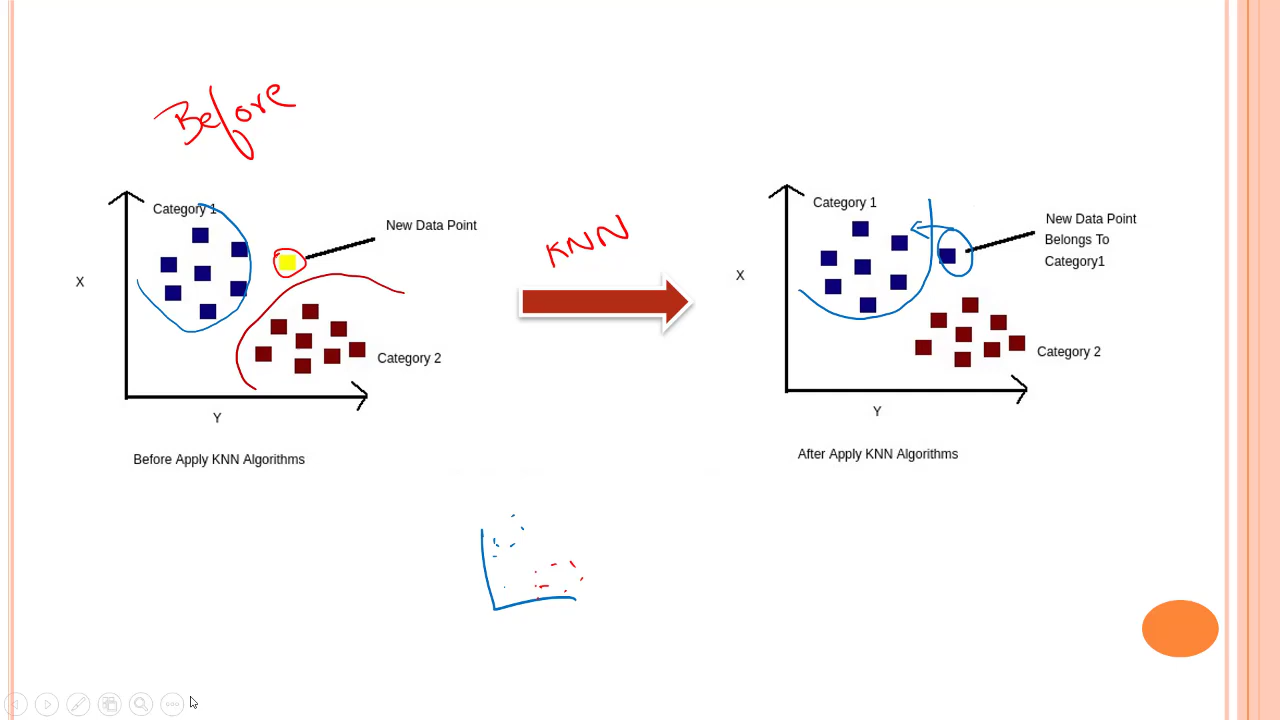 Before
Category 1
New Data Point
X
Category 2
Y
Before Apply KNN Algorithms
KNN
Category 1
New Data Point
Belongs To
Category1
X
Category 2
Y
After Apply KNN Algorithms